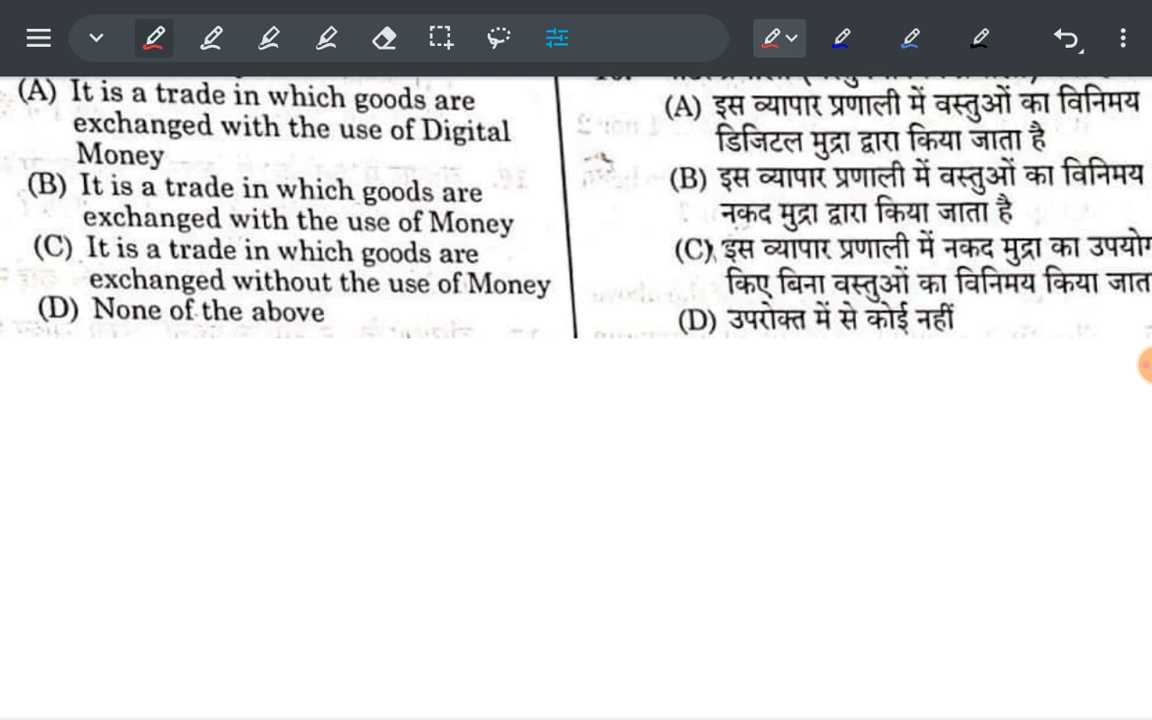 (A) It is a trade in which goods are
exchanged with the use of Digital
Money
(B) It is a trade in which goods are
exchanged with the use of Money
(C) It is a trade in which goods are
exchanged without the use of Money
(D) None of the above
(A) इस व्यापार प्रणाली में वस्तुओं का विनिमय
डिजिटल मुद्रा द्वारा किया जाता है
(B) इस व्यापार प्रणाली में वस्तुओं का विनिमय
नकद मुद्रा द्वारा किया जाता है
(C) इस व्यापार प्रणाली में नकद मुद्रा का
किए बिना वस्तुओं का विनिमय किया
(D) उपरोक्त में से कोई नहीं